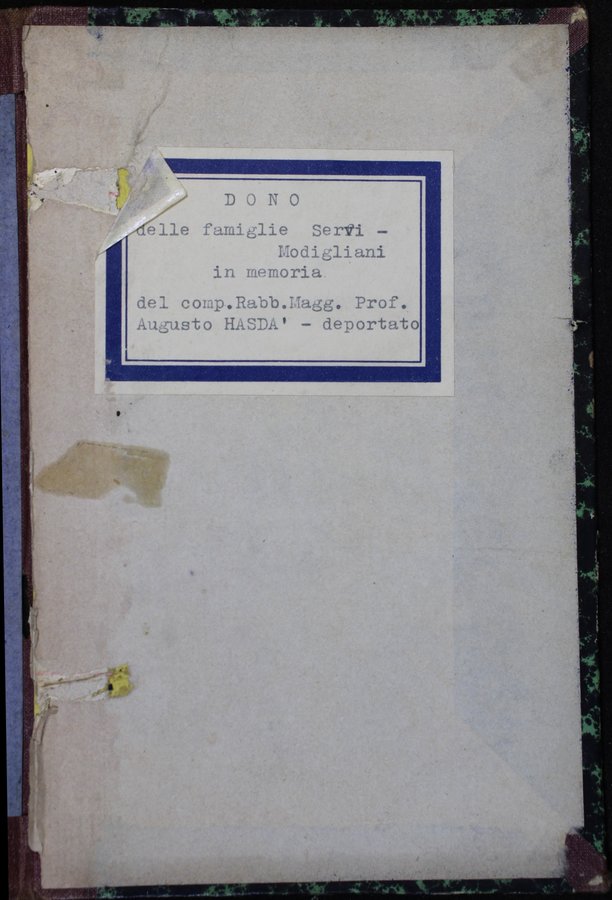 DONO
delle famiglie Servi -
Modigliani
in memoria
del comp.Rabb.Magg. Prof.
Augusto HASDA' - deportato